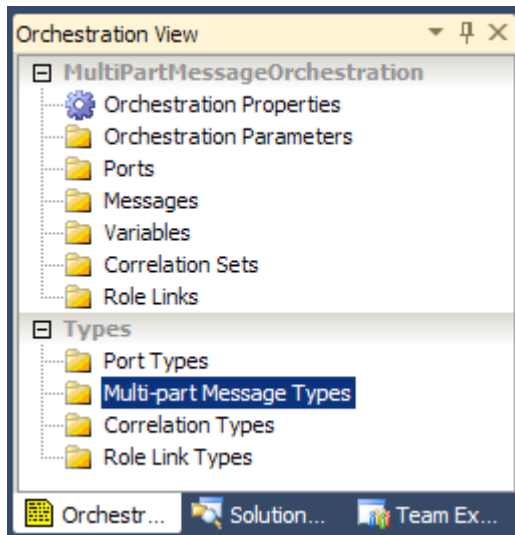 Orchestration View
MultiPartMessageOrchestration
Orchestration Properties
Orchestration Parameters
Ports
Messages
Variables
Correlation Sets
Role Links
Types
Port Types
Multi-part Message Types
Correlation Types
Role Link Types
Orchestr... Solution... Team Ex...